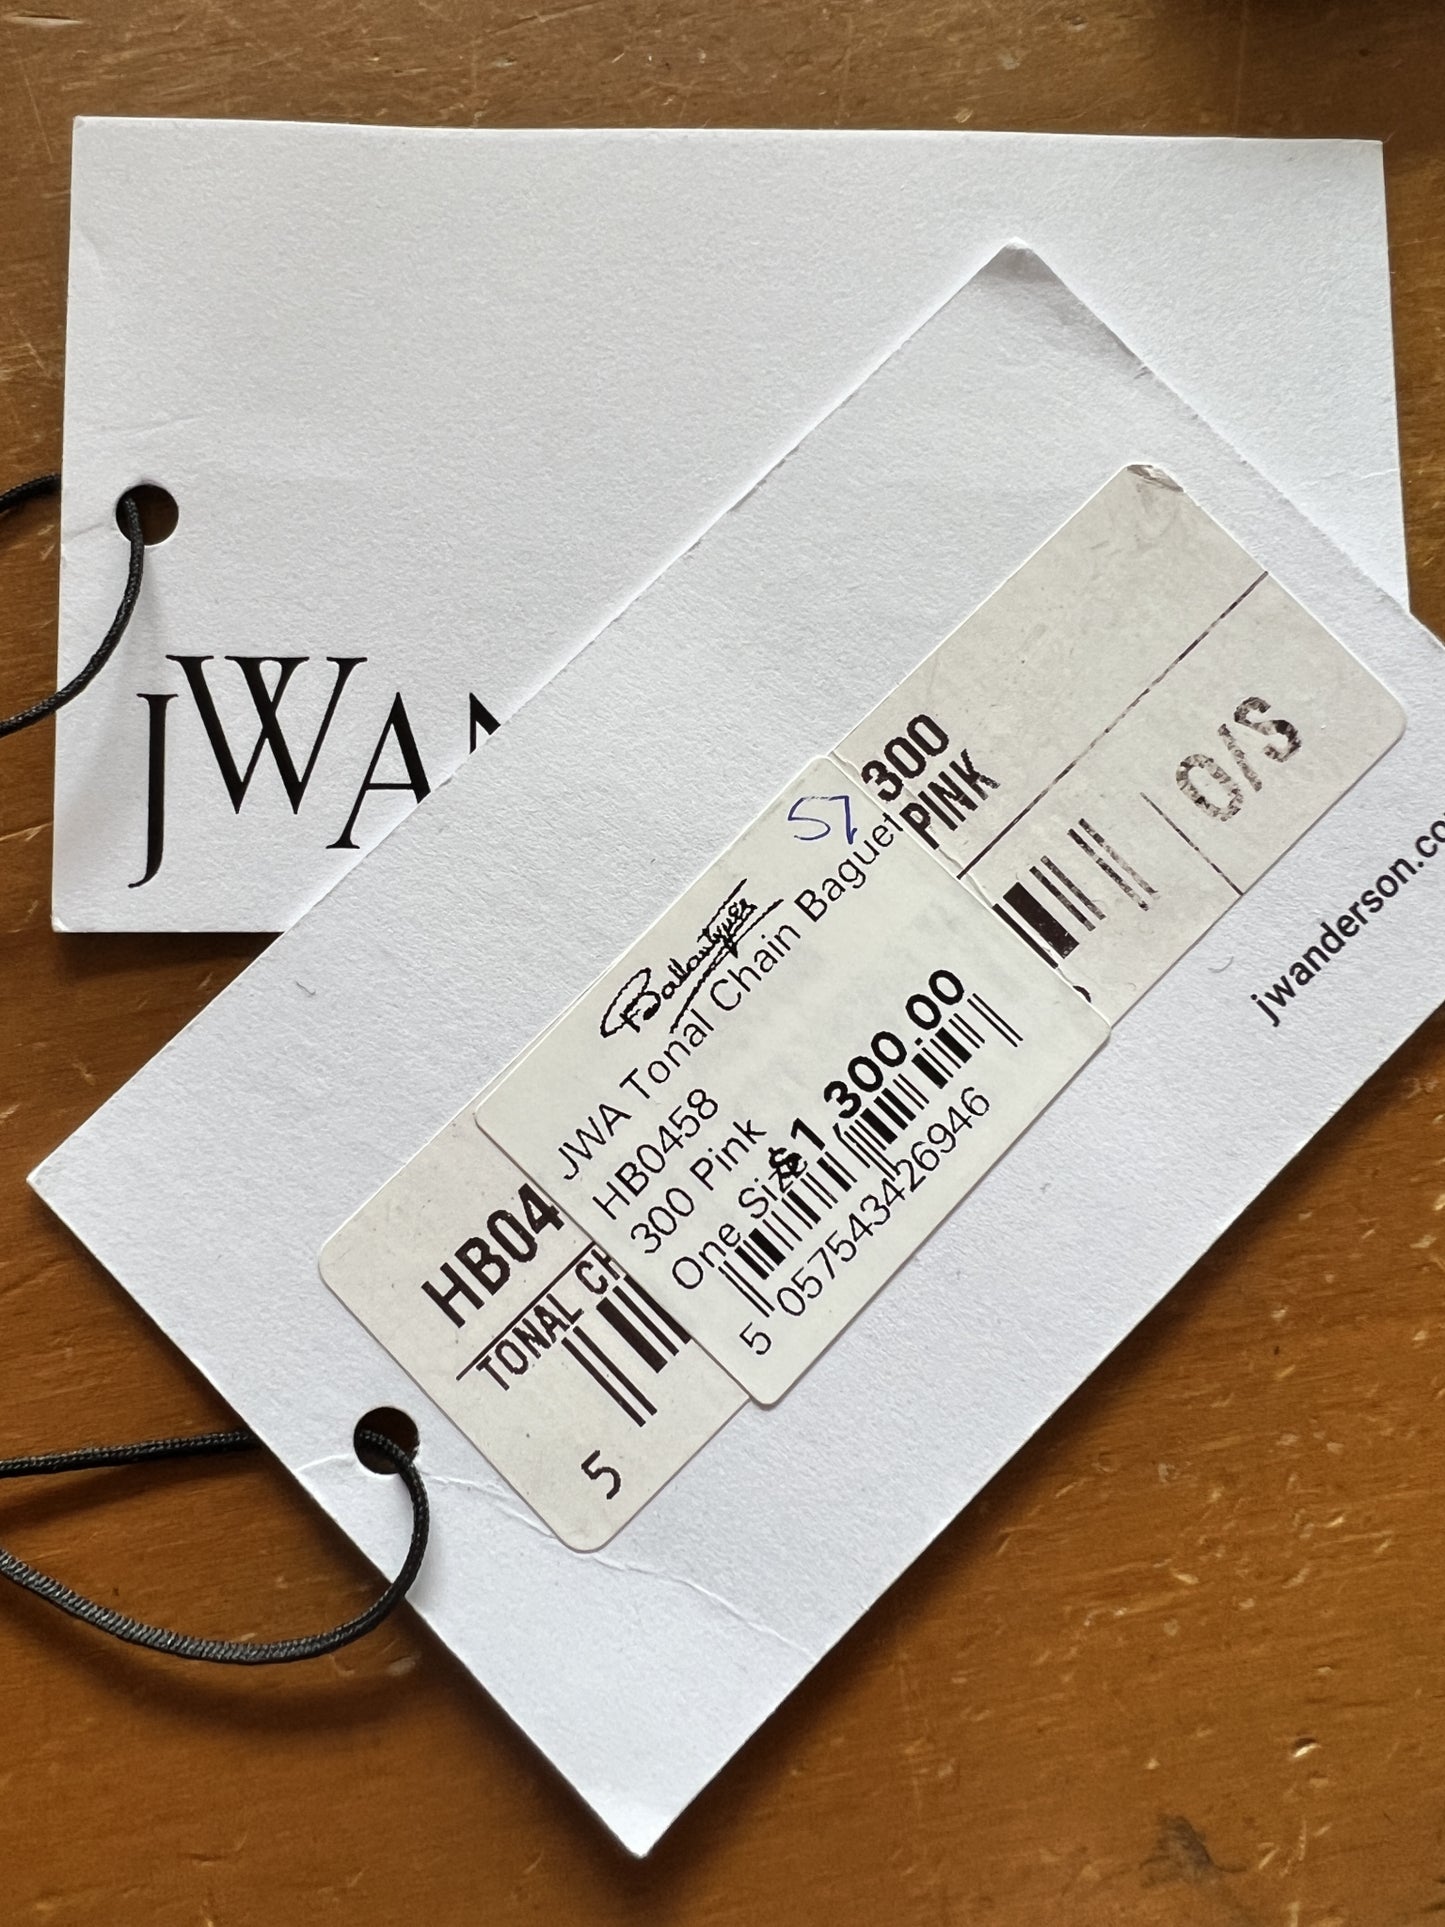 JWA
300
PINK
O/S
57
Ballantynes
JWA Tonal Chain Baguet
HB0458
300 Pink
One Size
$1 300.00
5 057543426946
HB04
TONAL CH
5
jwanderson.co